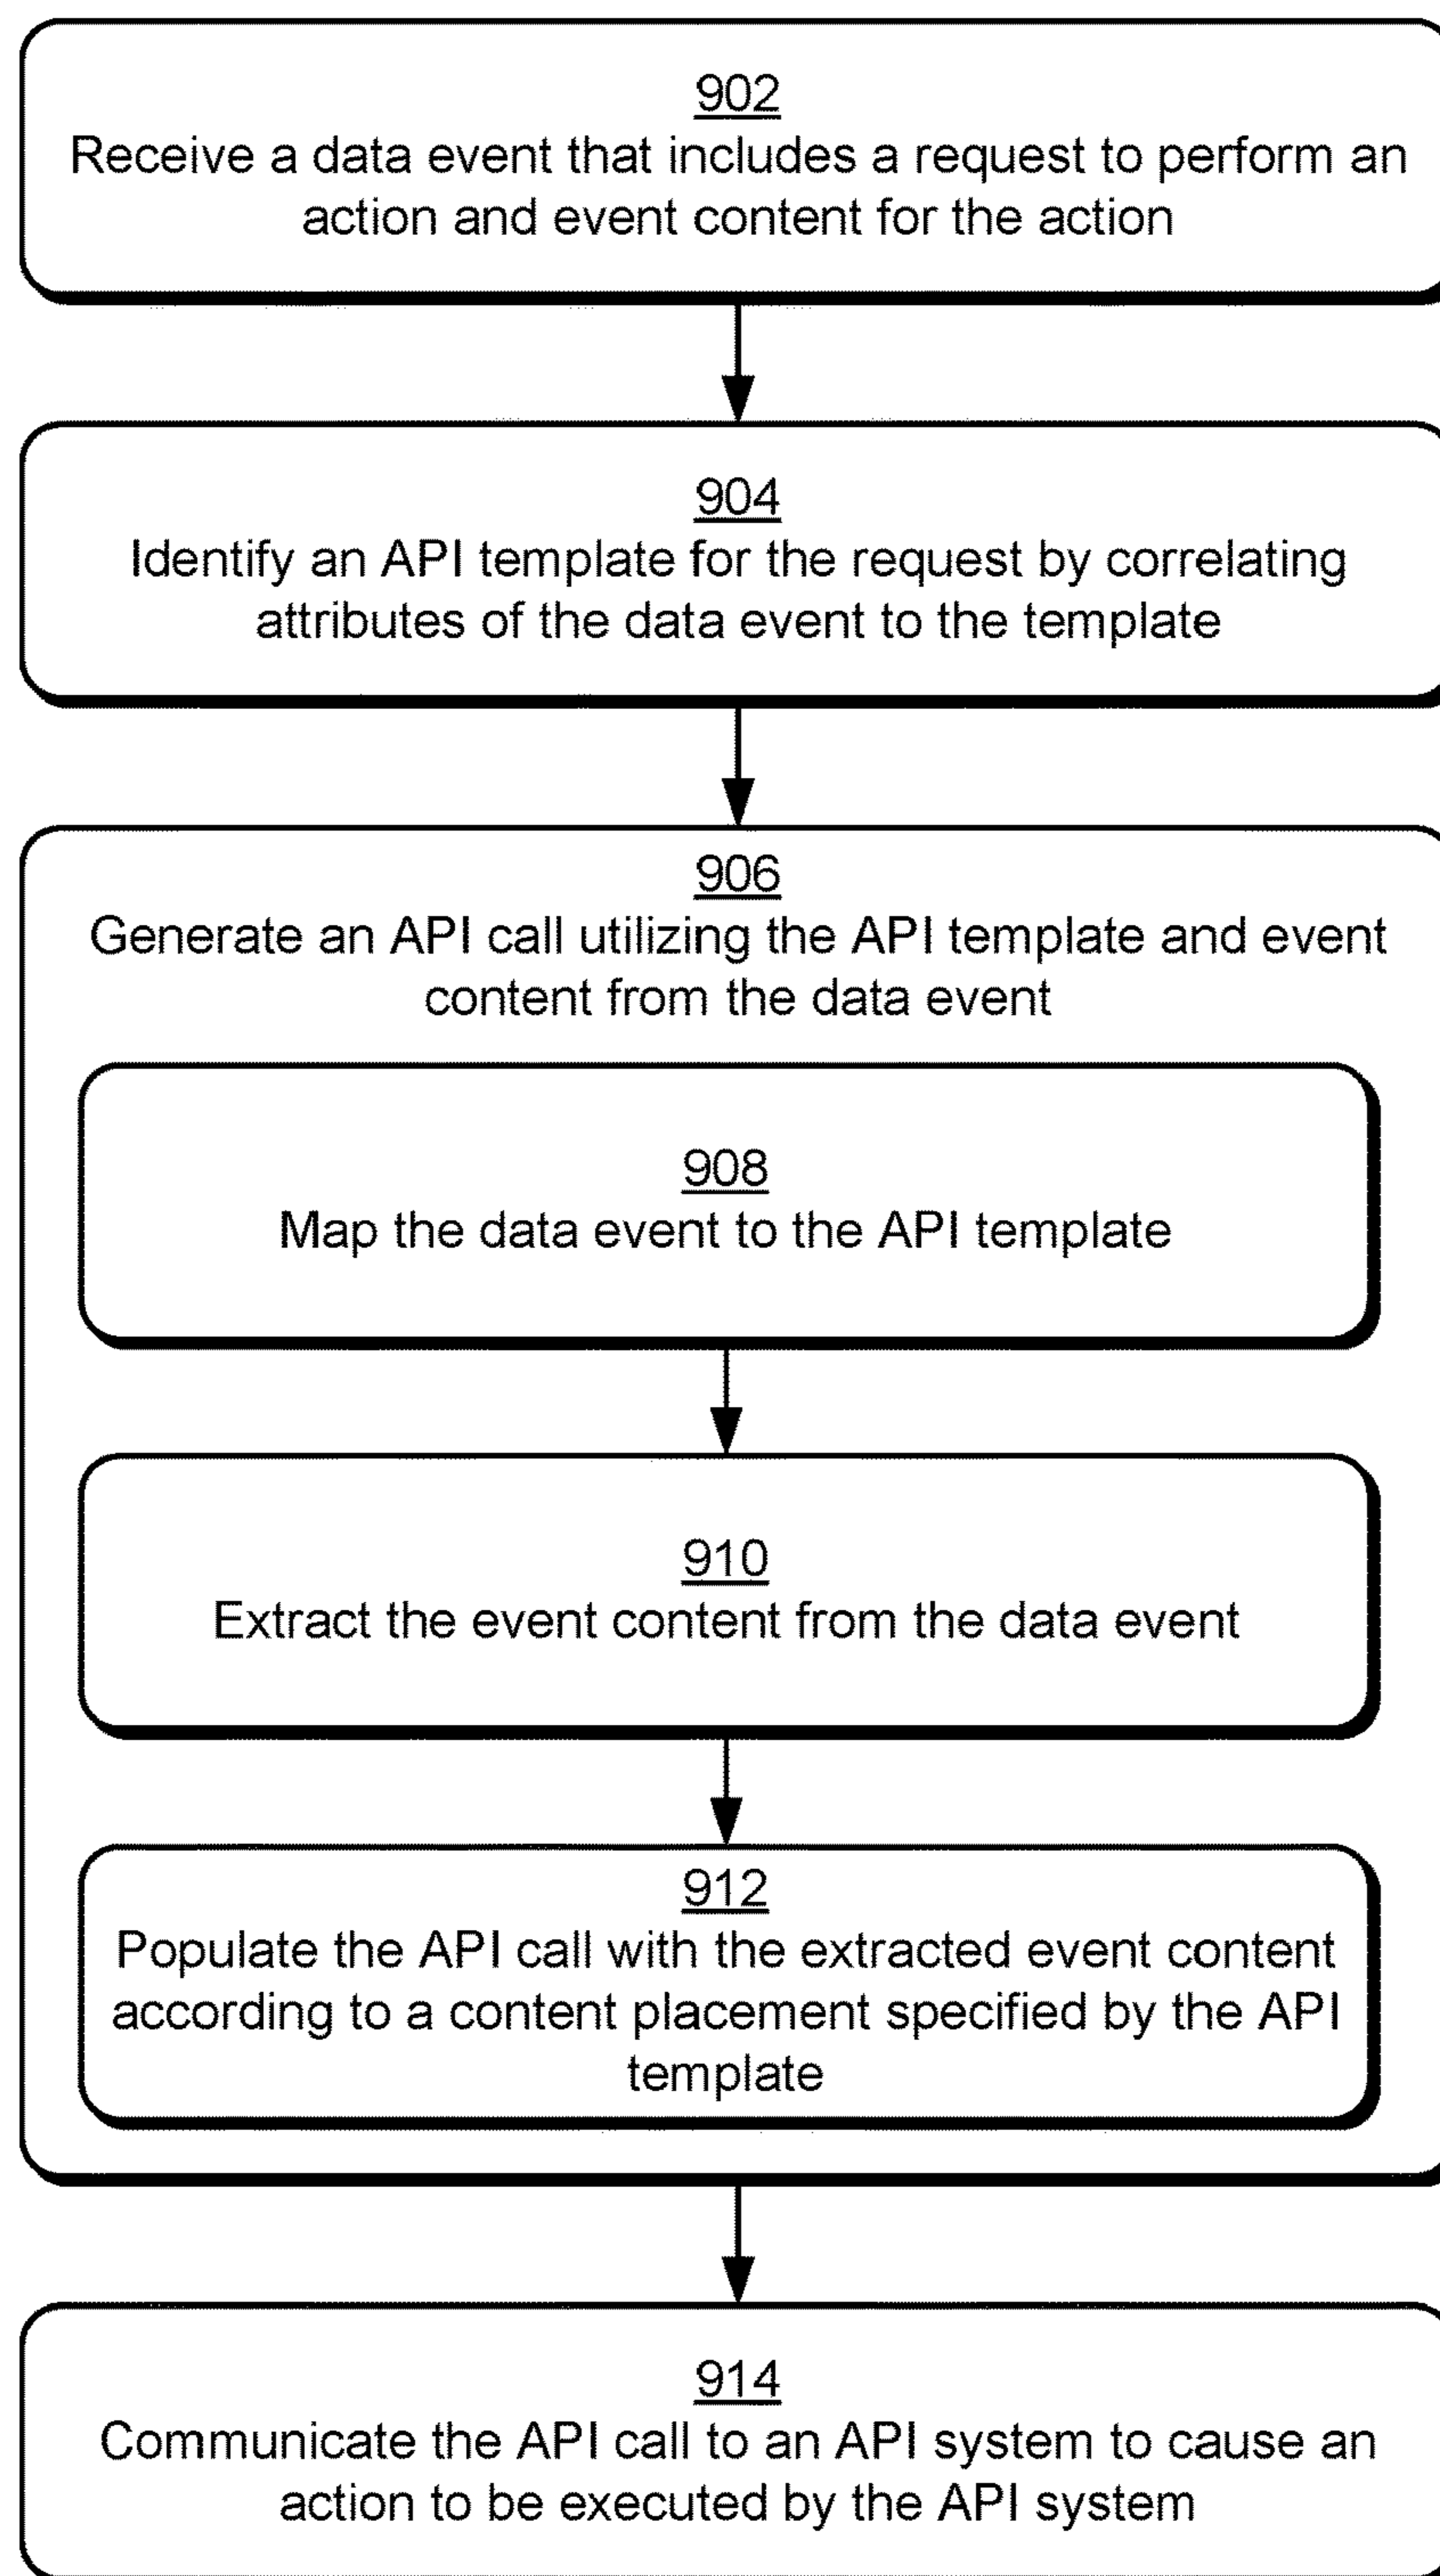 902
Receive a data event that includes a request to perform an
action and event content for the action
904
Identify an API template for the request by correlating
attributes of the data event to the template
906
Generate an API call utilizing the API template and event
content from the data event
908
Map the data event to the API template
910
Extract the event content from the data event
912
Populate the API call with the extracted event content
according to a content placement specified by the API
template
914
Communicate the API call to an API system to cause an
action to be executed by the API system